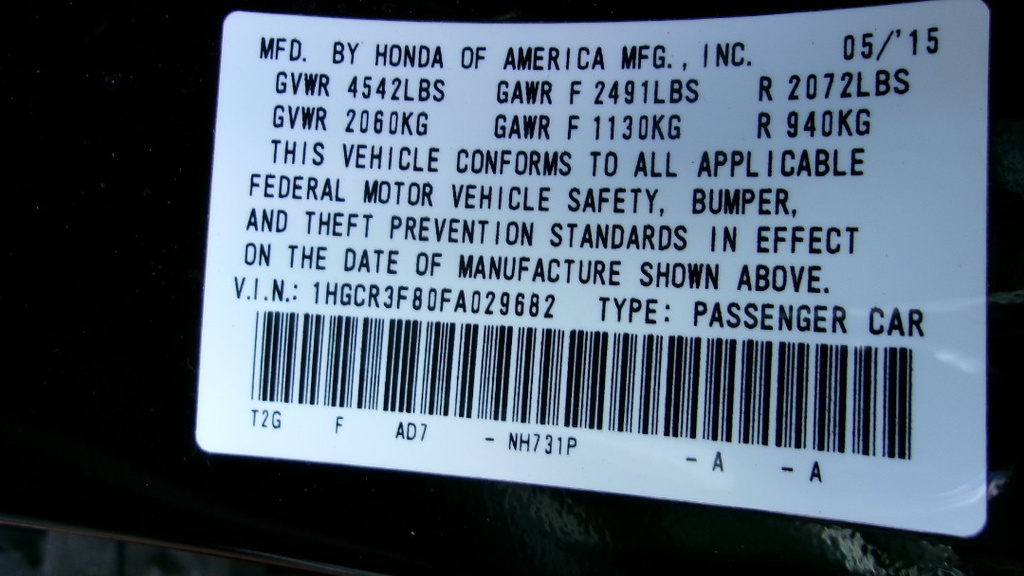 MFD. BY HONDA OF AMERICA MFG., INC. 05/'15
GVWR 4542LBS GAWR F 2491LBS R 2072LBS
GVWR 2060KG GAWR F 1130KG R 940KG
THIS VEHICLE CONFORMS TO ALL APPLICABLE
FEDERAL MOTOR VEHICLE SAFETY, BUMPER,
AND THEFT PREVENTION STANDARDS IN EFFECT
ON THE DATE OF MANUFACTURE SHOWN ABOVE.
V.I.N.: 1HGCR3F80FA029682 TYPE: PASSENGER CAR
T2G F AD7 - NH731P - A - A